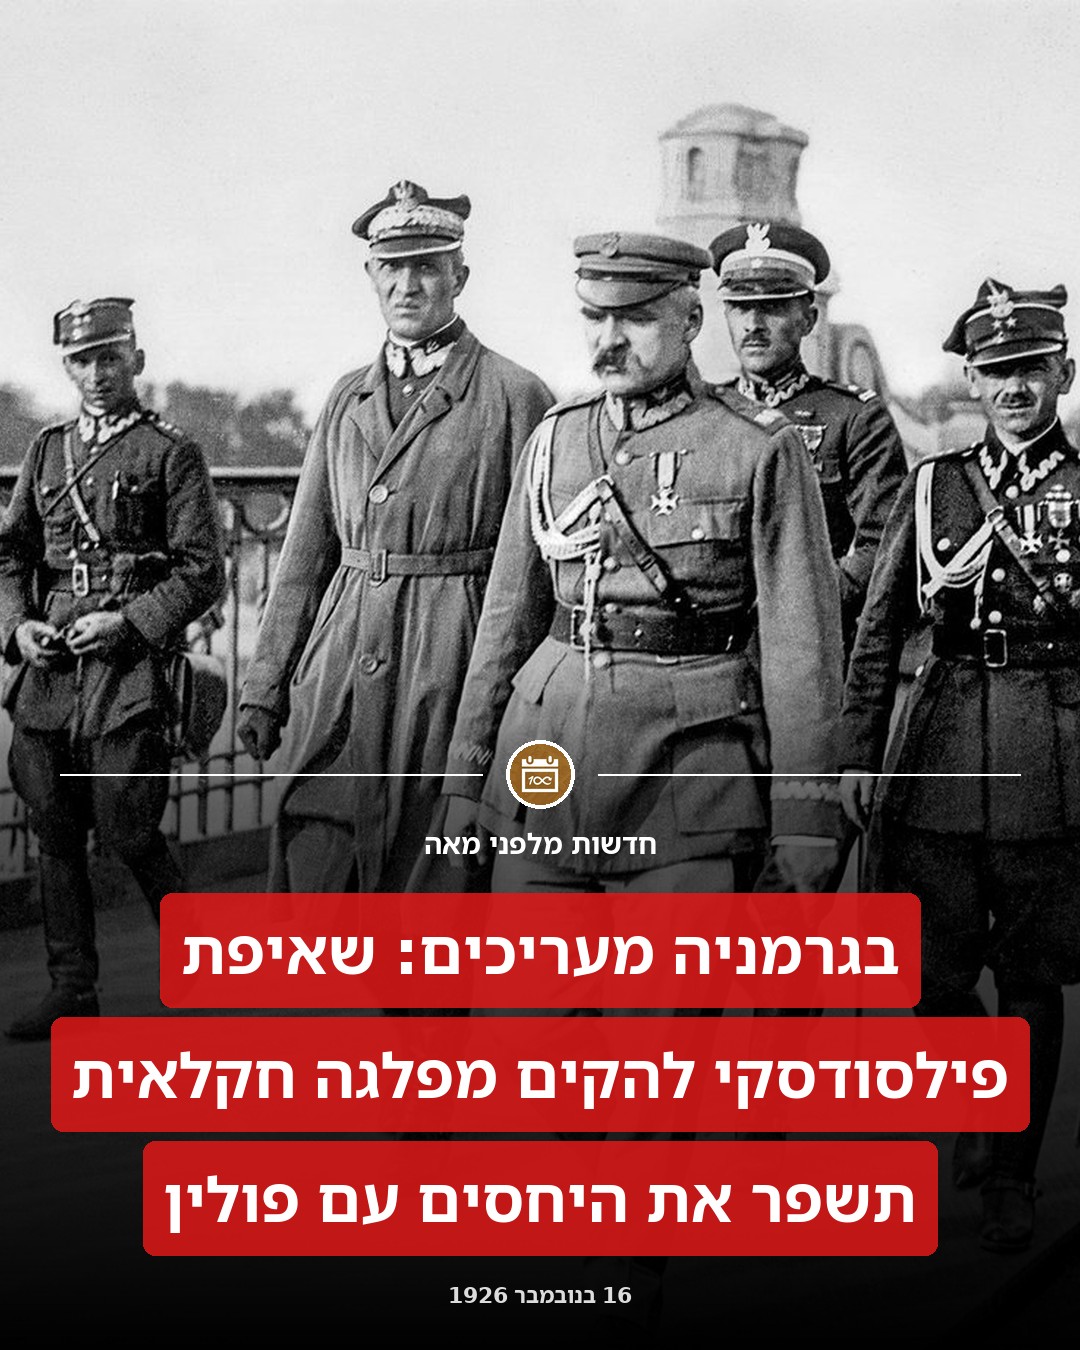 חדשות מלפני מאה
בגרמניה מעריכים: שאיפת
פילסודסקי להקים מפלגה חקלאית
תשפר את היחסים עם פולין
16 בנובמבר 1926